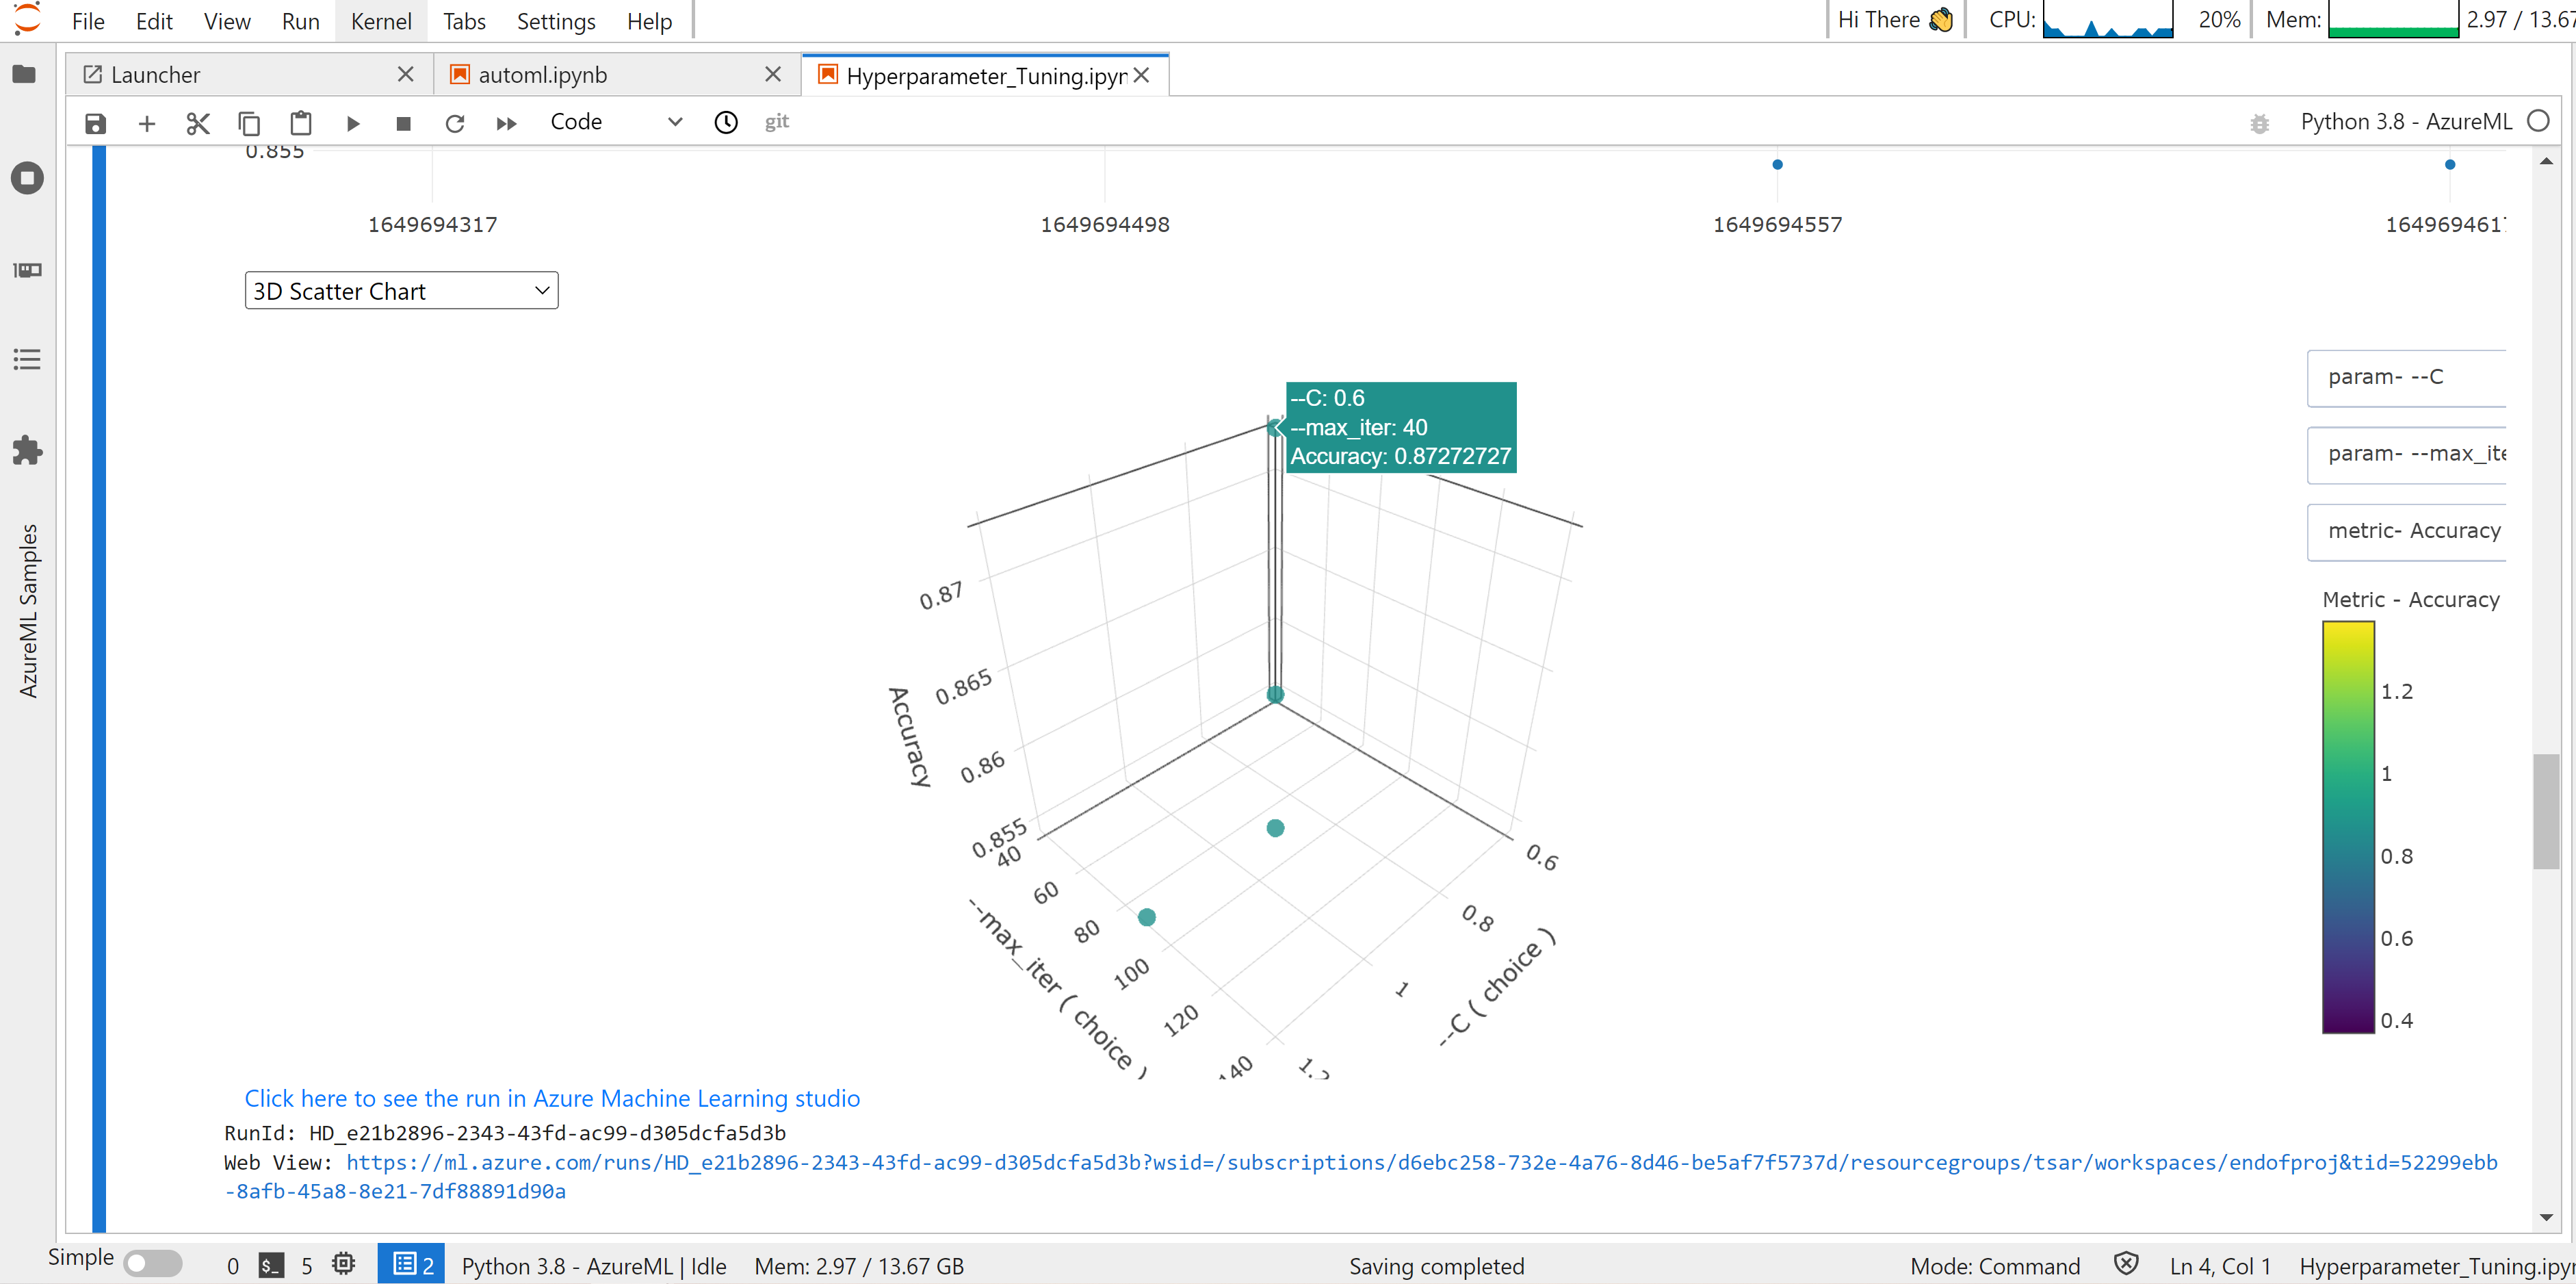 File Edit View Run Kernel Tabs Settings Help Hi There 👋 CPU: 20% Mem: 2.97 / 13.67
Launcher automl.ipynb Hyperparameter_Tuning.ipyn
Code git Python 3.8 - AzureML
0.855
1649694317 1649694498 1649694557 1649694617
3D Scatter Chart
AzureML Samples
--C: 0.6
--max_iter: 40
Accuracy: 0.87272727
param- --C
param- --max_ite
metric- Accuracy
Metric - Accuracy
1.2
1
0.8
0.6
0.4
Accuracy
0.87
0.865
0.86
0.855
40
60
80
100
120
140
--max_iter ( choice )
0.6
0.8
1
1.2
--C ( choice )
Click here to see the run in Azure Machine Learning studio
RunId: HD_e21b2896-2343-43fd-ac99-d305dcfa5d3b
Web View: https://ml.azure.com/runs/HD_e21b2896-2343-43fd-ac99-d305dcfa5d3b?wsid=/subscriptions/d6ebc258-732e-4a76-8d46-be5af7f5737d/resourcegroups/tsar/workspaces/endofproj&tid=52299ebb
-8afb-45a8-8e21-7df88891d90a
Simple 0 $_ 5 2 Python 3.8 - AzureML | Idle Mem: 2.97 / 13.67 GB Saving completed Mode: Command Ln 4, Col 1 Hyperparameter_Tuning.ipyn